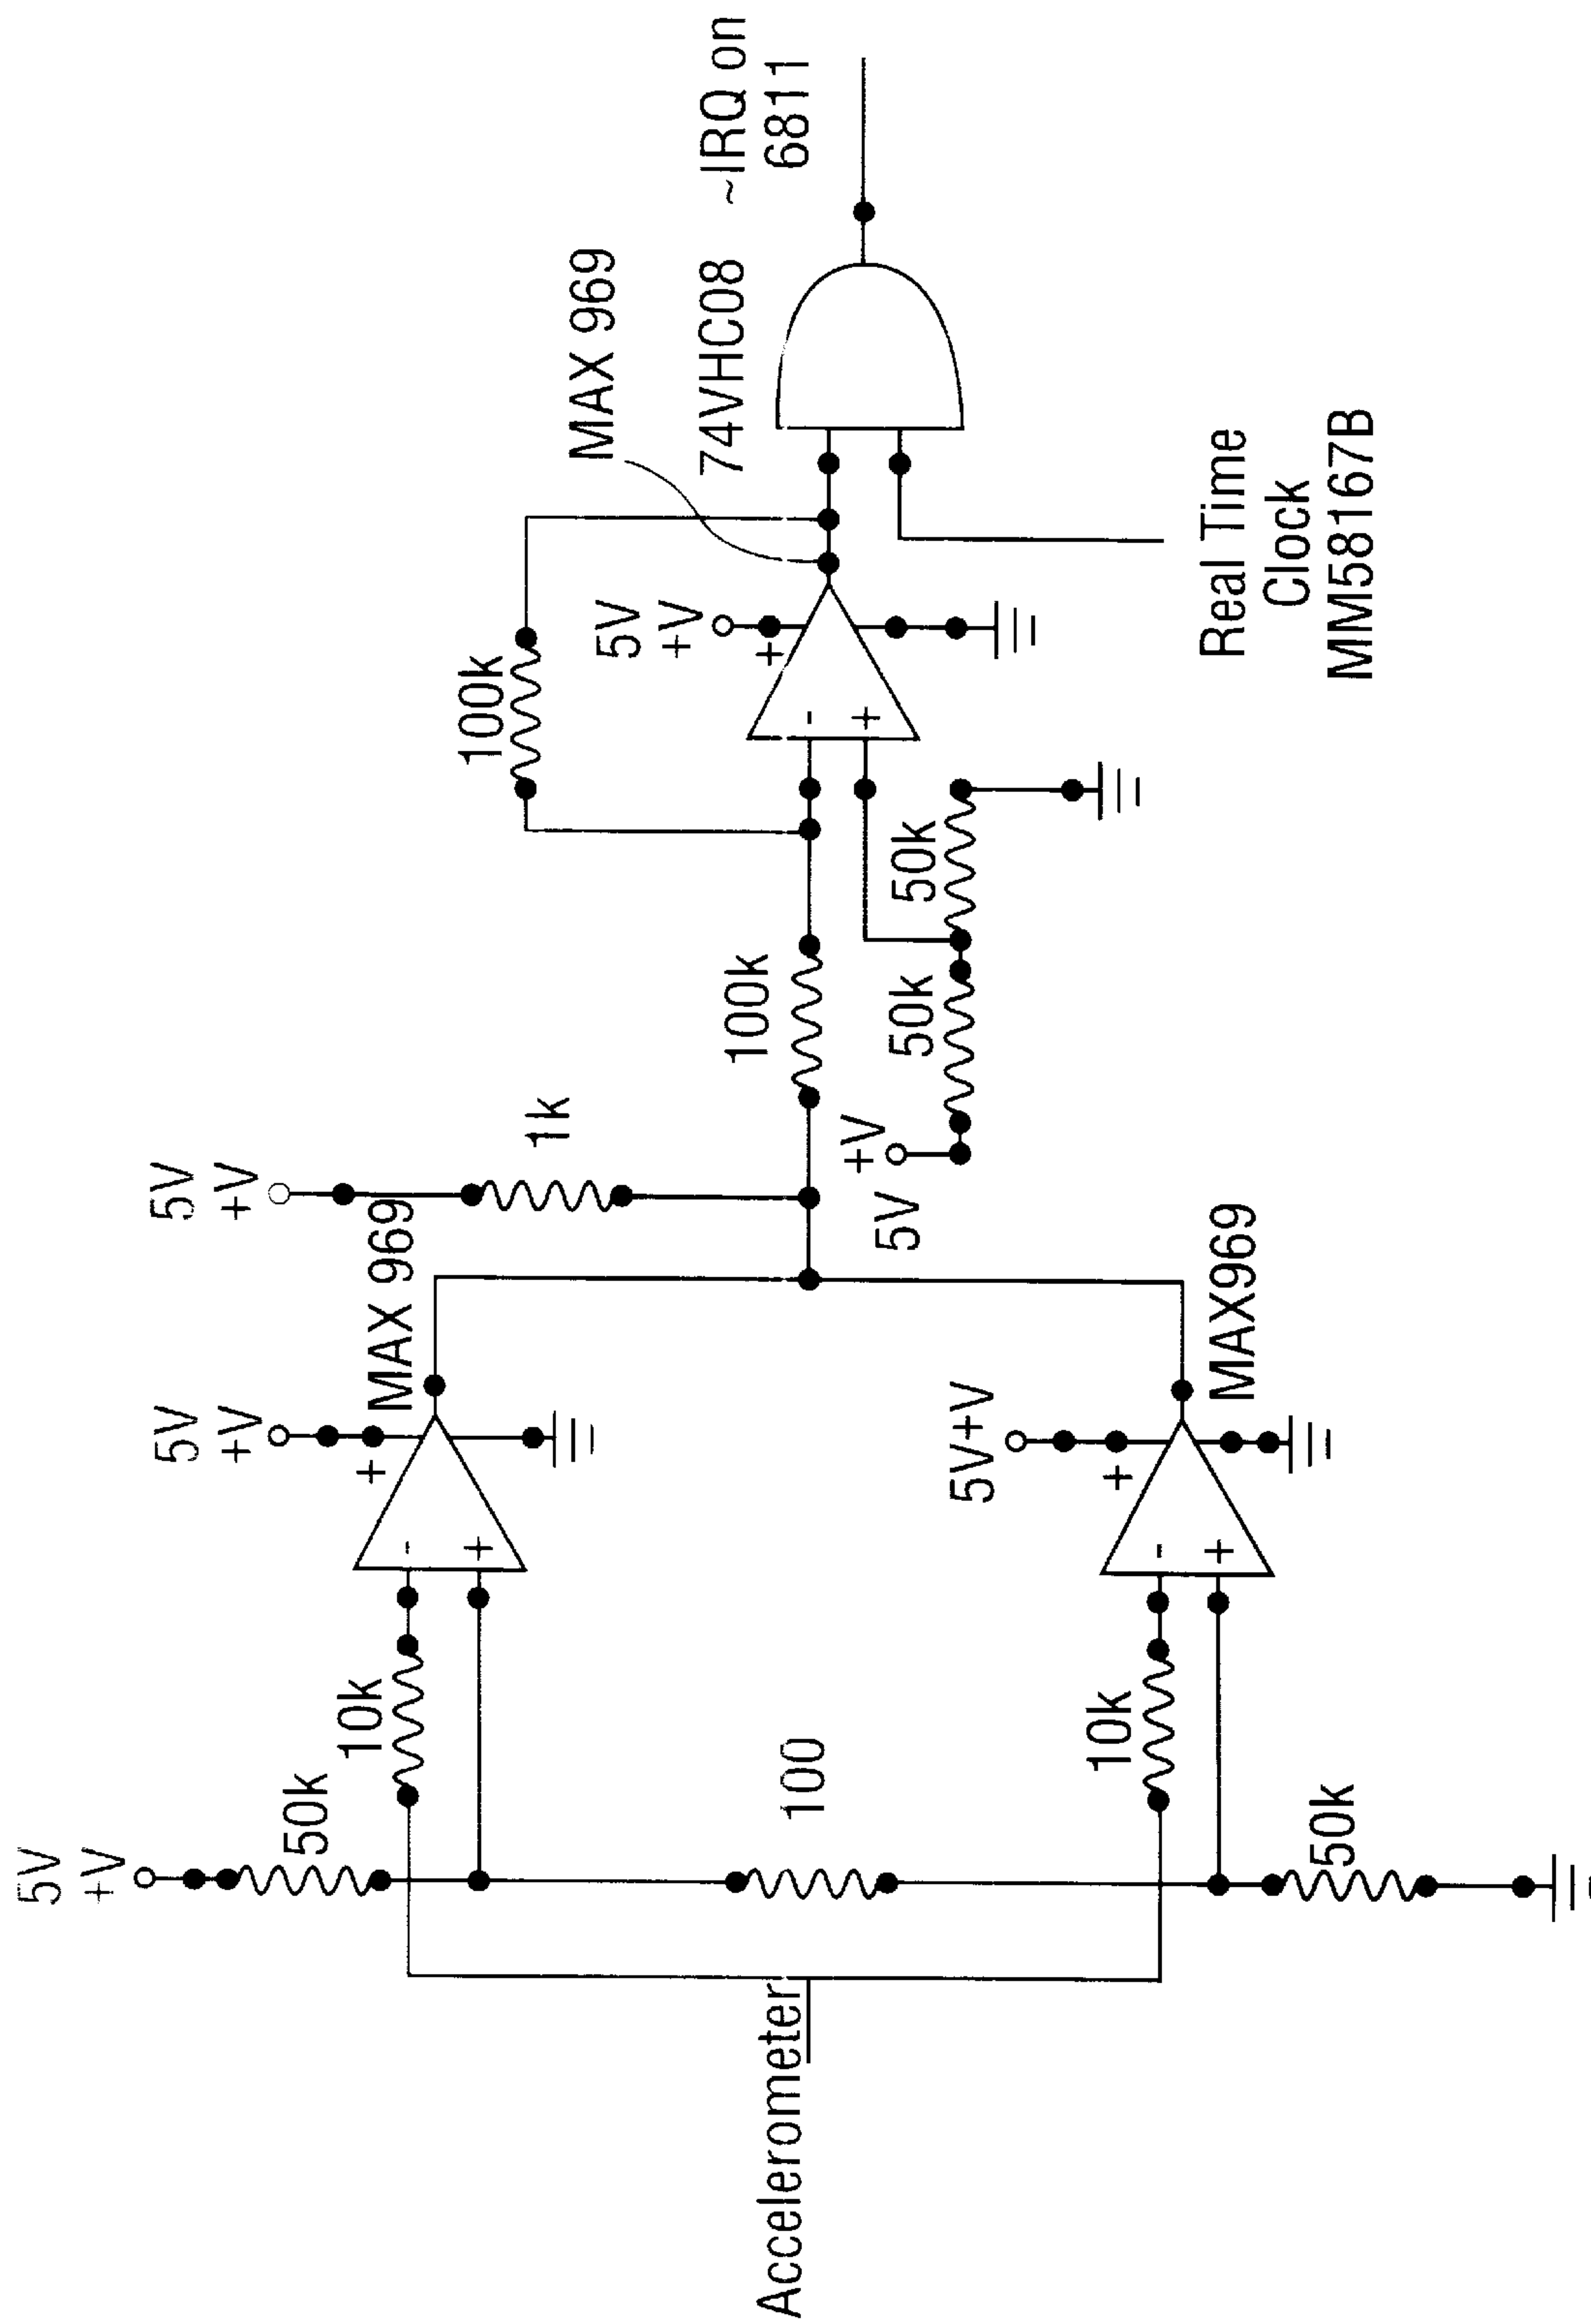 Accelerometer
5V
+V
50k
10k
-
+
+
5V
+V
MAX 969
100
10k
-
+
+
5V+V
MAX969
50k
5V
+V
1k
100k
100k
5V
+V
50k
50k
-
+
+
5V
+V
MAX 969
74VHC08
~IRQ on
6811
Real Time
Clock
MM58167B